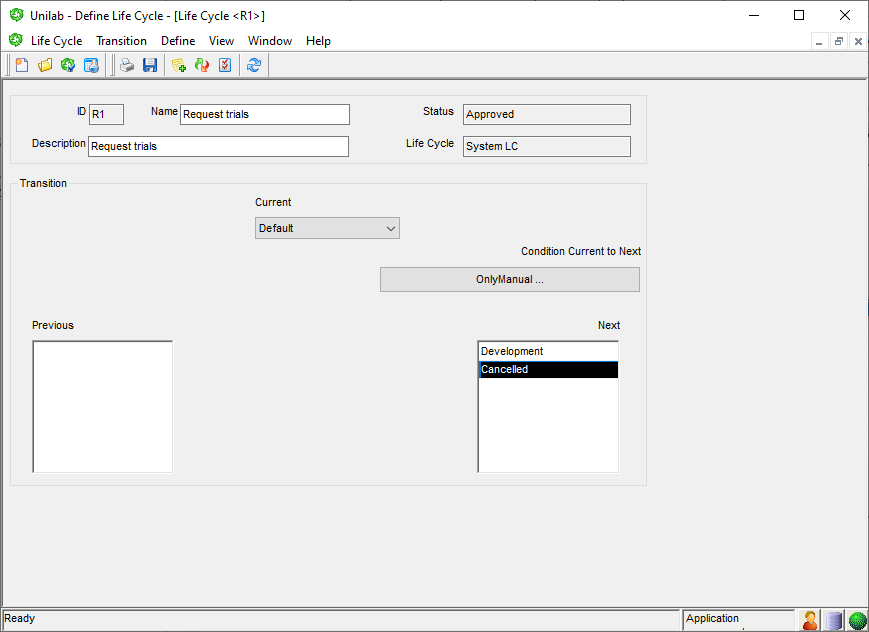 Unilab - Define Life Cycle - [Life Cycle <R1>]
Life Cycle Transition Define View Window Help
ID R1 Name Request trials Status Approved
Description Request trials Life Cycle System LC
Transition
Current
Default
Condition Current to Next
OnlyManual ...
Previous Next
Development
Cancelled
Ready Application